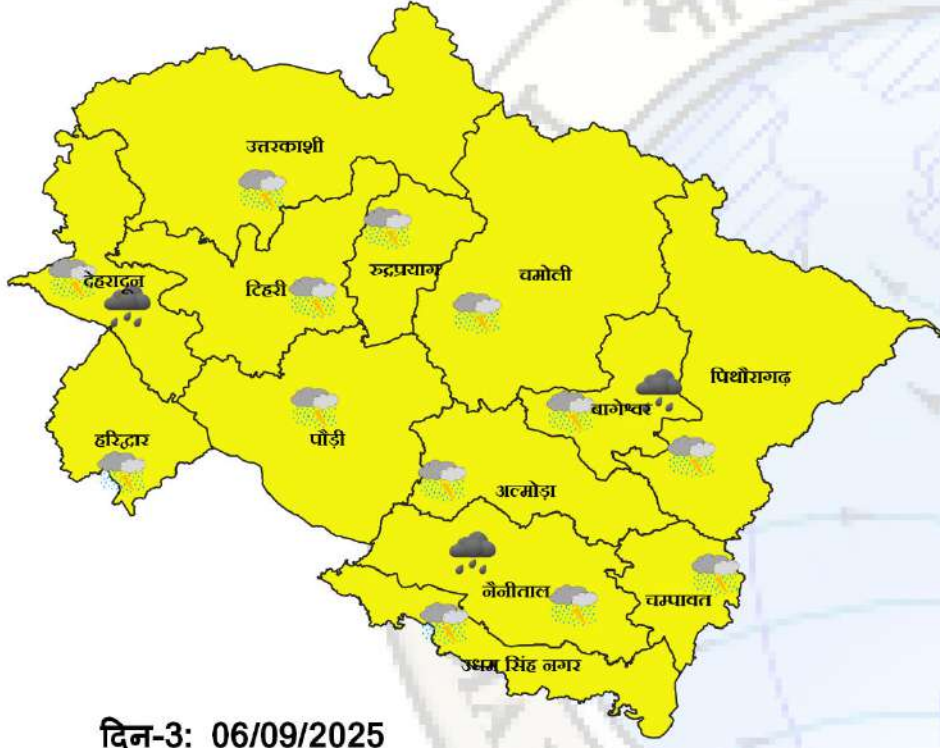 उत्तरकाशी
रुद्रप्रयाग
चमोली
देहरादून
टिहरी
पिथौरागढ़
बागेश्वर
हरिद्वार
पौड़ी
अल्मोड़ा
नैनीताल
चम्पावत
उधम सिंह नगर
दिन-3: 06/09/2025